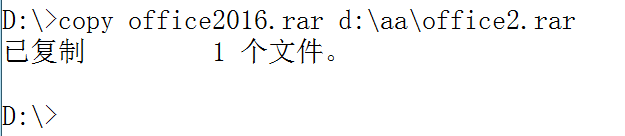 D:\>copy office2016.rar d:\aa\office2.rar
已复制         1 个文件。
D:\>